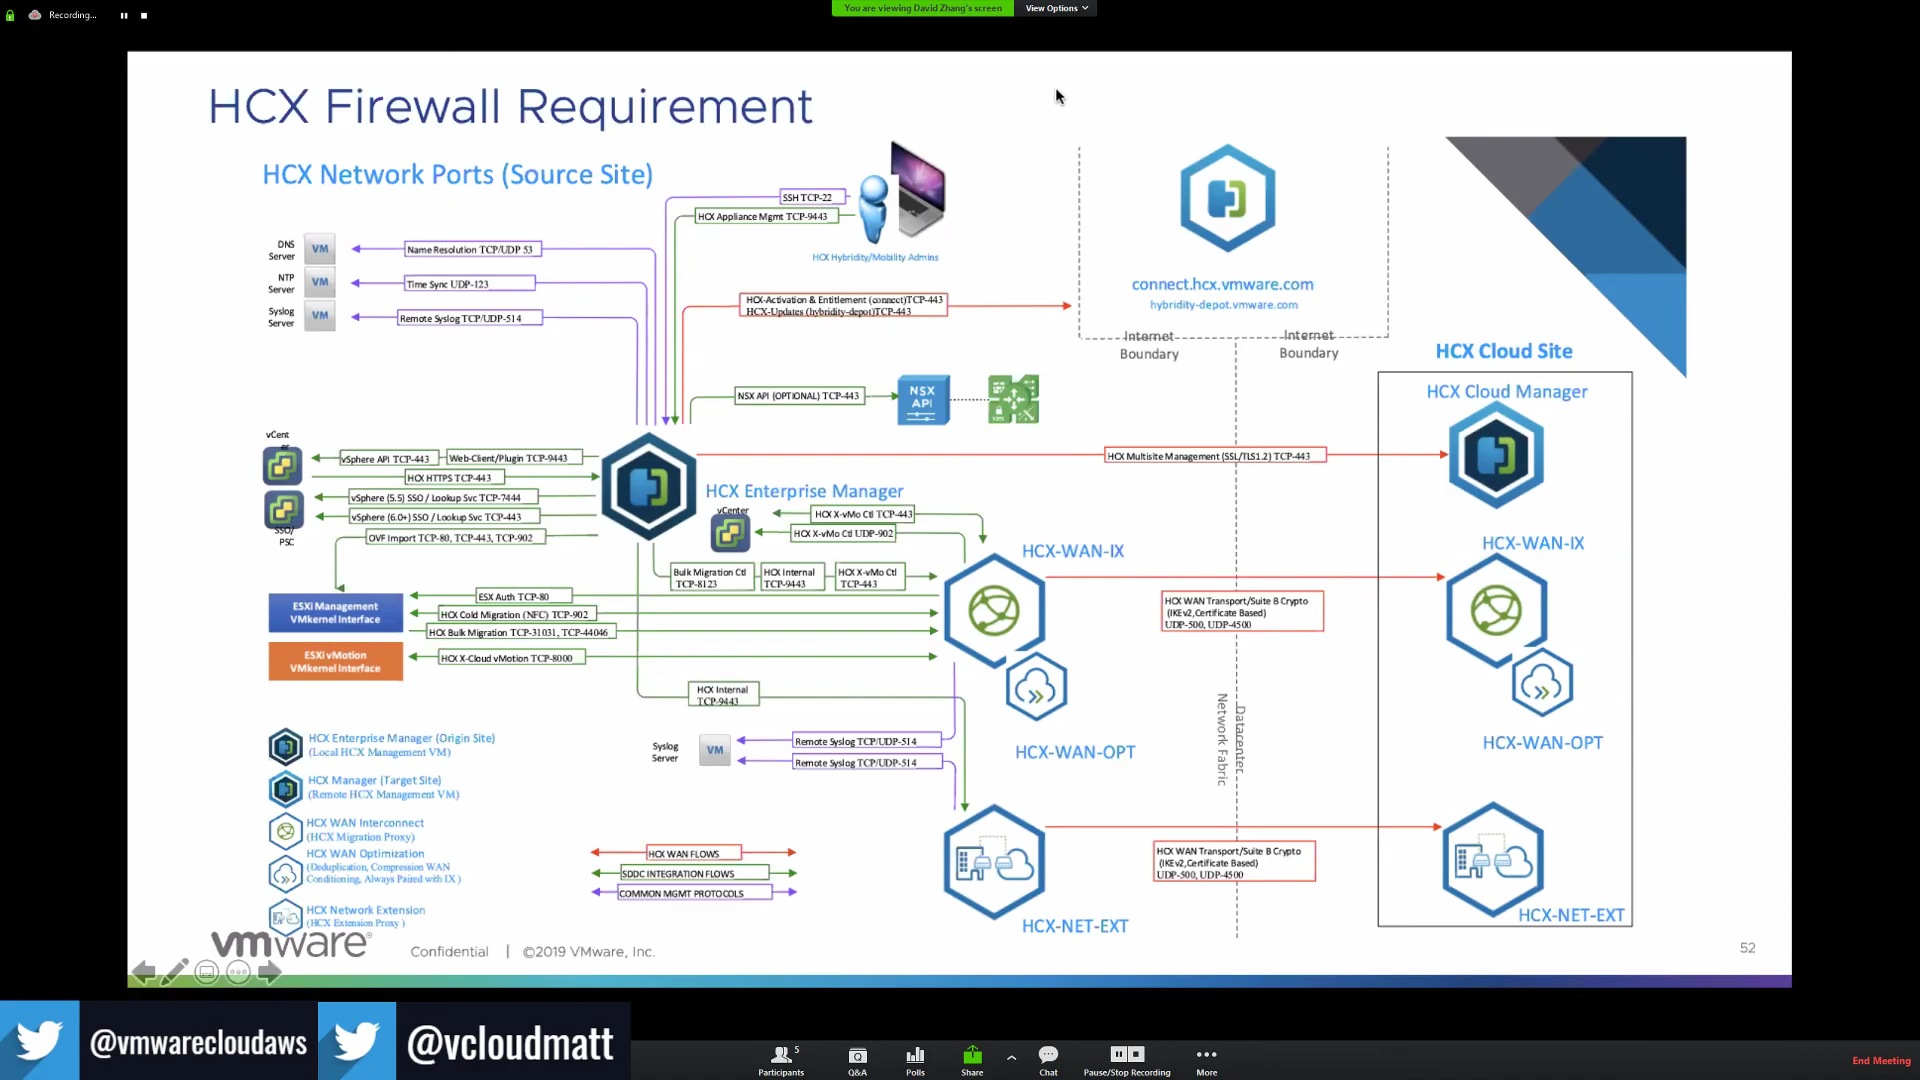 Recording...
You are viewing David Zhang's screen
View Options
HCX Firewall Requirement
HCX Network Ports (Source Site)
SSH TCP-22
HCX Appliance Mgmt TCP-9443
HCX Hybridity/Mobility Admins
DNS
Server
VM
Name Resolution TCP/UDP 53
NTP
Server
VM
Time Sync UDP-123
Syslog
Server
VM
Remote Syslog TCP/UDP-514
HCX-Activation & Entitlement (connect)TCP-443
HCX-Updates (hybridity-depot)TCP-443
connect.hcx.vmware.com
hybridity-depot.vmware.com
Internet
Boundary
Internet
Boundary
HCX Cloud Site
HCX Cloud Manager
NSX API (OPTIONAL) TCP-443
NSX
API
vCent
er
vSphere API TCP-443
Web-Client/Plugin TCP-9443
HCX HTTPS TCP-443
vSphere (5.5) SSO / Lookup Svc TCP-7444
vSphere (6.0+) SSO / Lookup Svc TCP-443
SSO/
PSC
OVF Import TCP-80, TCP-443, TCP-902
HCX Enterprise Manager
HCX Multisite Management (SSL/TLS1.2) TCP-443
vCenter
HCX X-vMo Ctl TCP-443
HCX X-vMo Ctl UDP-902
HCX-WAN-IX
HCX-WAN-IX
Bulk Migration Ctl
TCP-8123
HCX Internal
TCP-9443
HCX X-vMo Ctl
TCP-443
ESXi Management
VMkernel Interface
ESX Auth TCP-80
HCX Cold Migration (NFC) TCP-902
HCX Bulk Migration TCP-31031, TCP-44046
ESXi vMotion
VMkernel Interface
HCX X-Cloud vMotion TCP-8000
HCX WAN Transport/Suite B Crypto
(IKEv2,Certificate Based)
UDP-500, UDP-4500
HCX Internal
TCP-9443
Datacenter
Network Fabric
Syslog
Server
VM
Remote Syslog TCP/UDP-514
Remote Syslog TCP/UDP-514
HCX-WAN-OPT
HCX-WAN-OPT
HCX Enterprise Manager (Origin Site)
(Local HCX Management VM)
HCX Manager (Target Site)
(Remote HCX Management VM)
HCX WAN Interconnect
(HCX Migration Proxy)
HCX WAN Optimization
(Deduplication, Compression WAN
Conditioning, Always Paired with IX )
HCX Network Extension
(HCX Extension Proxy )
HCX WAN FLOWS
SDDC INTEGRATION FLOWS
COMMON MGMT PROTOCOLS
HCX WAN Transport/Suite B Crypto
(IKEv2,Certificate Based)
UDP-500, UDP-4500
HCX-NET-EXT
HCX-NET-EXT
vmware®
Confidential | ©2019 VMware, Inc.
52
@vmwarecloudaws
@vcloudmatt
5
Participants
Q&A
Polls
Share
Chat
Pause/Stop Recording
More
End Meeting